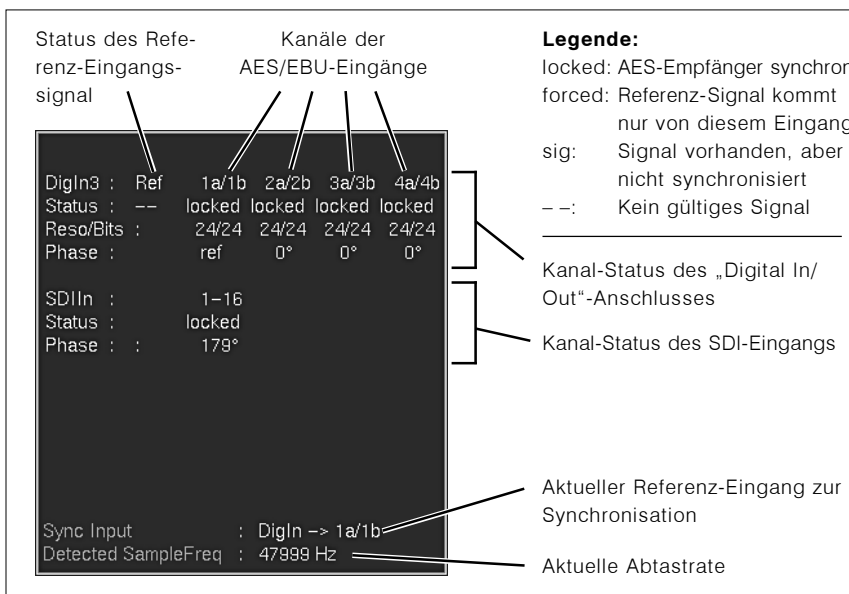 Status des Refe-
renz-Eingangs-
signal
Kanäle der
AES/EBU-Eingänge
Legende:
locked: AES-Empfänger synchron
forced: Referenz-Signal kommt
nur von diesem Eingang
sig: Signal vorhanden, aber
nicht synchronisiert
– –: Kein gültiges Signal
DigIn3 : Ref 1a/1b 2a/2b 3a/3b 4a/4b
Status : -- locked locked locked locked
Reso/Bits : 24/24 24/24 24/24 24/24
Phase : ref 0° 0° 0°
Kanal-Status des „Digital In/
Out“-Anschlusses
SDIIn : 1-16
Status : locked
Phase : : 179°
Kanal-Status des SDI-Eingangs
Sync Input : DigIn -> 1a/1b
Detected SampleFreq : 47999 Hz
Aktueller Referenz-Eingang zur
Synchronisation
Aktuelle Abtastrate